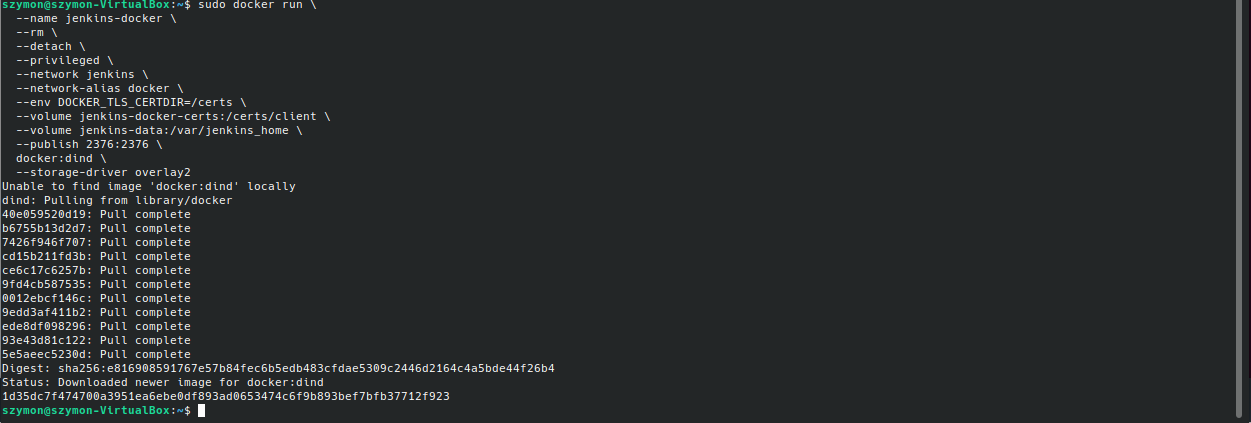 szymon@szymon-VirtualBox:~$ sudo docker run \
  --name jenkins-docker \
  --rm \
  --detach \
  --privileged \
  --network jenkins \
  --network-alias docker \
  --env DOCKER_TLS_CERTDIR=/certs \
  --volume jenkins-docker-certs:/certs/client \
  --volume jenkins-data:/var/jenkins_home \
  --publish 2376:2376 \
  docker:dind \
  --storage-driver overlay2
Unable to find image 'docker:dind' locally
dind: Pulling from library/docker
40e059520d19: Pull complete
b6755b13d2d7: Pull complete
7426f946f707: Pull complete
cd15b211fd3b: Pull complete
ce6c17c6257b: Pull complete
9fd4cb587535: Pull complete
0012ebcf146c: Pull complete
9edd3af411b2: Pull complete
ede8df098296: Pull complete
93e43d81c122: Pull complete
5e5aeec5230d: Pull complete
Digest: sha256:e816908591767e57b84fec6b5edb483cfdae5309c2446d2164c4a5bde44f26b4
Status: Downloaded newer image for docker:dind
1d35dc7f474700a3951ea6ebe0df893ad0653474c6f9b893bef7bfb37712f923
szymon@szymon-VirtualBox:~$